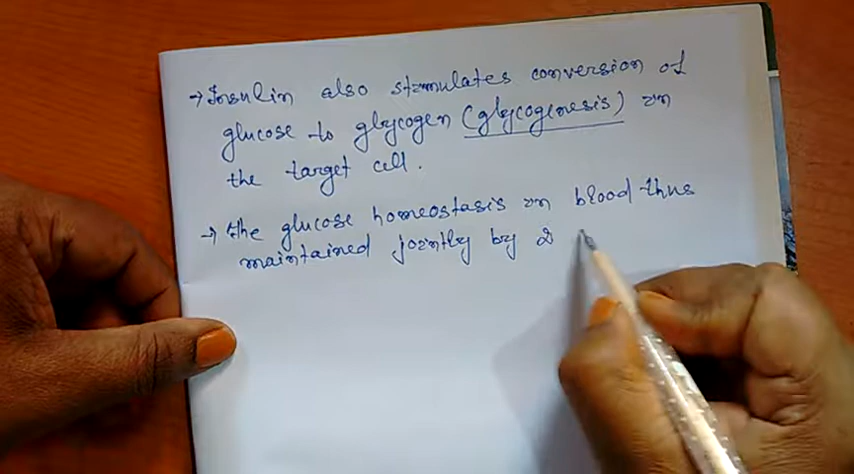 → Insulin also stimulates conversion of
glucose to glycogen (glycogenesis) in
the target cell.
→ The glucose homeostasis in blood thus
maintained jointly by 2